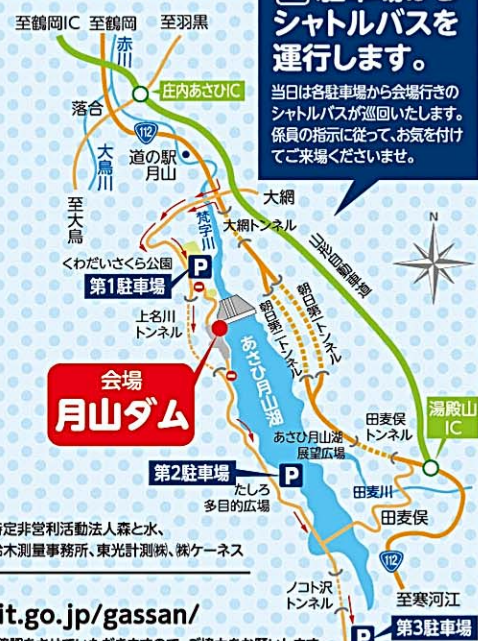 シャトルバスを
運行します。
当日は各駐車場から会場行きの
シャトルバスが巡回いたします。
係員の指示に従って、お気を付け
てご来場くださいませ。
至鶴岡IC 至鶴岡 至羽黒
赤川
庄内あさひIC
落合
112
大鳥川
道の駅
月山
至大鳥
梵字川
大網
大網トンネル
山形自動車道
N
くわだいさくら公園
P
第1駐車場
朝日第一トンネル
朝日第二トンネル
上名川
トンネル
あさひ月山湖
会場
月山ダム
湯殿山
IC
田麦俣
トンネル
あさひ月山湖
展望広場
第2駐車場
P
たしろ
多目的広場
田麦川
田麦俣
112
特定非営利活動法人森と水、
鈴木測量事務所、東光計測㈱、㈱ケーネス
ノコト沢
トンネル
至寒河江
it.go.jp/gassan/
P
第3駐車場